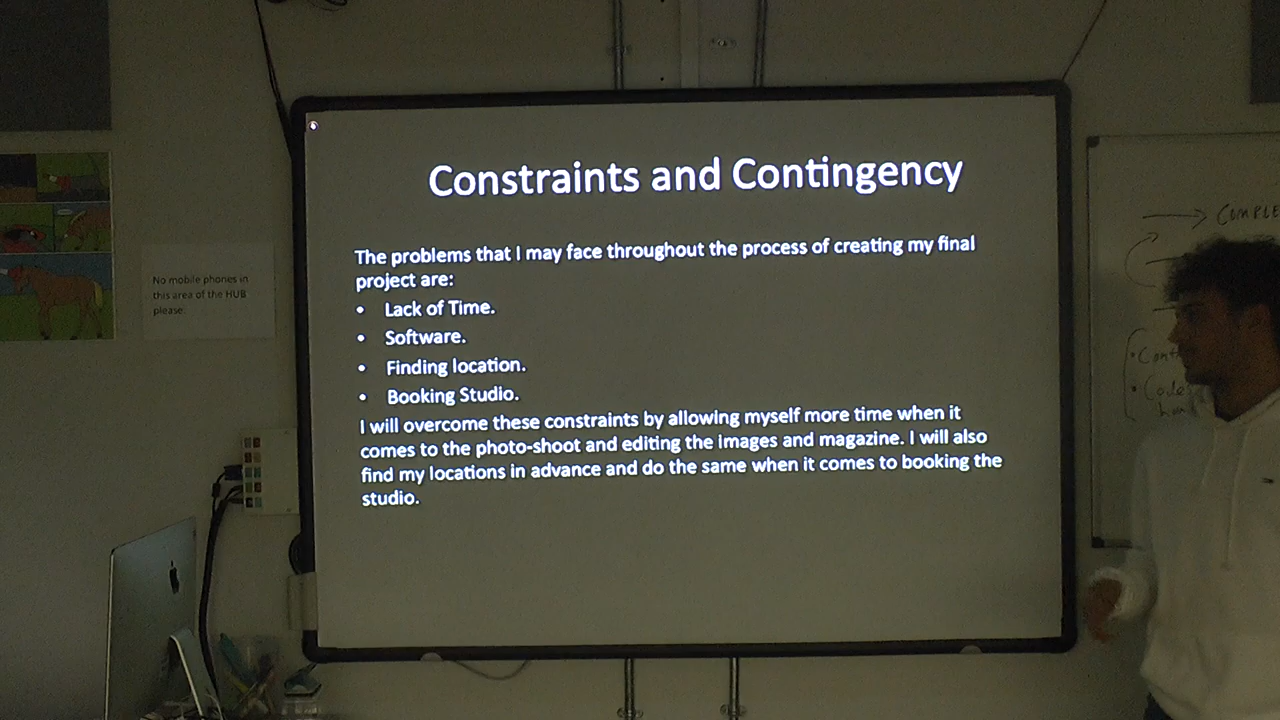 Constraints and Contingency
The problems that I may face throughout the process of creating my final
project are:
• Lack of Time.
• Software.
• Finding location.
• Booking Studio.
I will overcome these constraints by allowing myself more time when it
comes to the photo-shoot and editing the images and magazine. I will also
find my locations in advance and do the same when it comes to booking the
studio.
No mobile phones in
this area of the HUB
please.